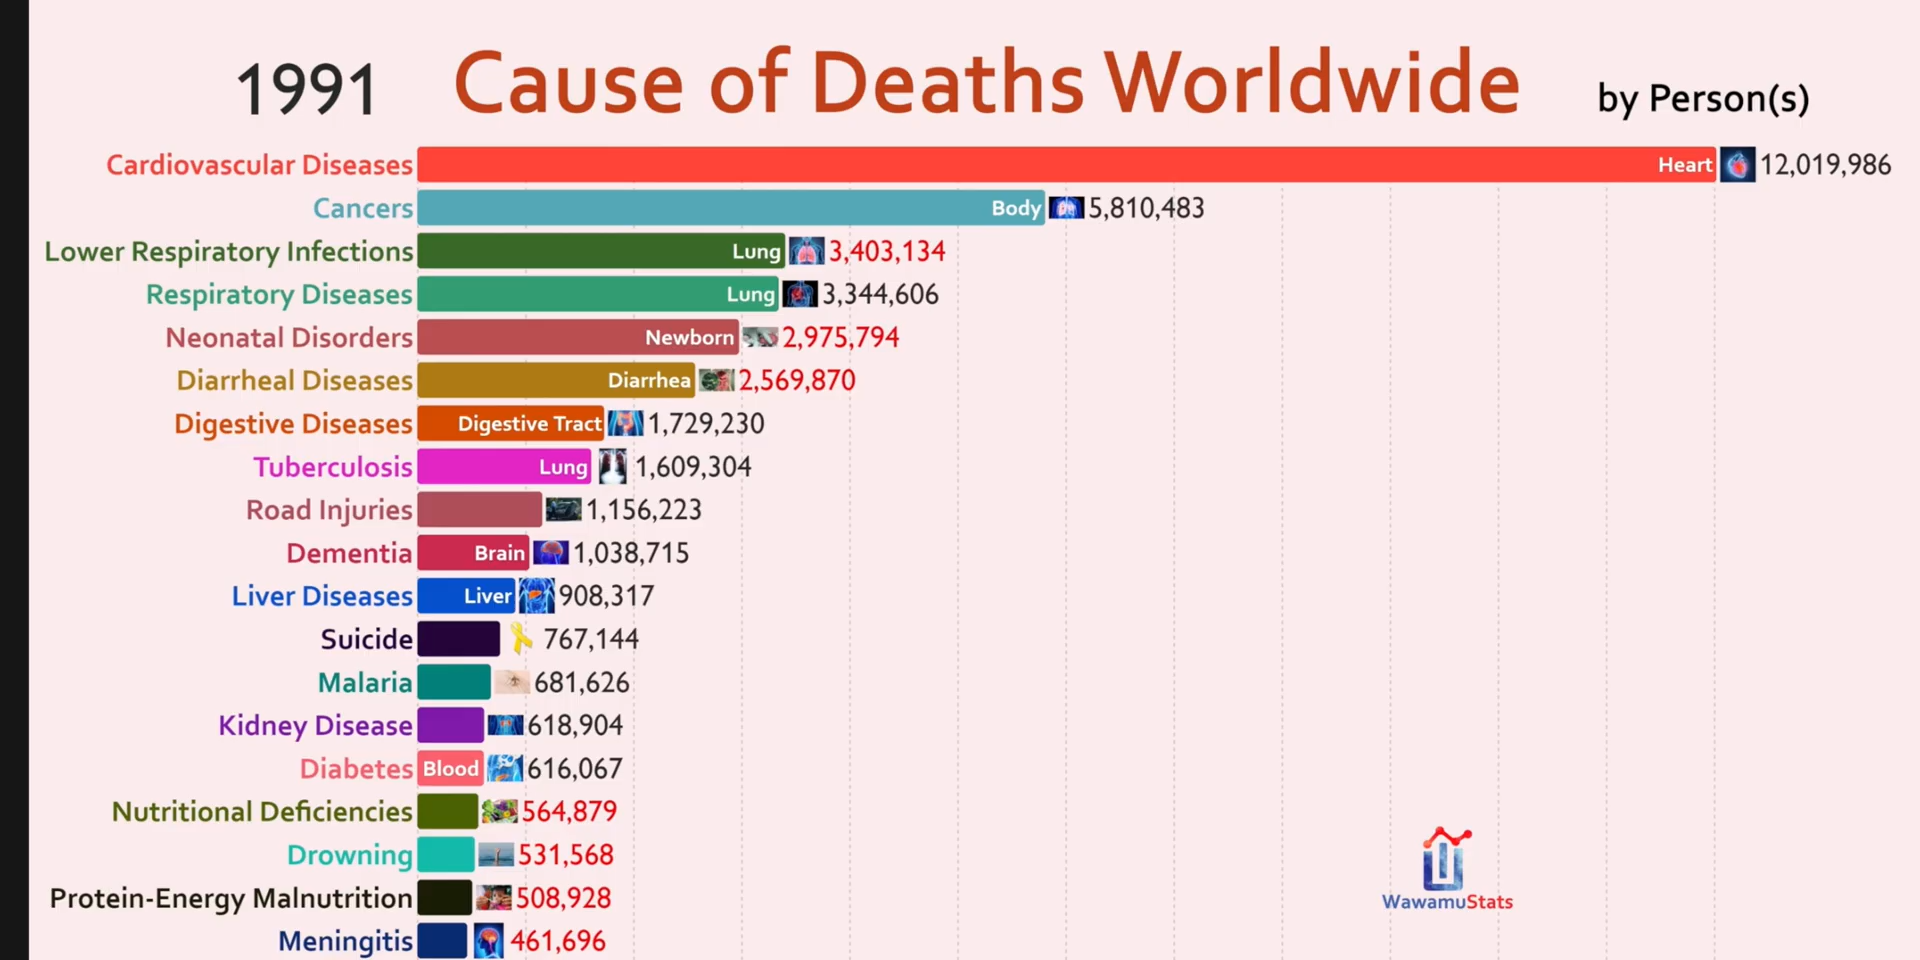 1991 Cause of Deaths Worldwide by Person(s)
Cardiovascular Diseases Heart 12,019,986
Cancers Body 5,810,483
Lower Respiratory Infections Lung 3,403,134
Respiratory Diseases Lung 3,344,606
Neonatal Disorders Newborn 2,975,794
Diarrheal Diseases Diarrhea 2,569,870
Digestive Diseases Digestive Tract 1,729,230
Tuberculosis Lung 1,609,304
Road Injuries 1,156,223
Dementia Brain 1,038,715
Liver Diseases Liver 908,317
Suicide 767,144
Malaria 681,626
Kidney Disease 618,904
Diabetes Blood 616,067
Nutritional Deficiencies 564,879
Drowning 531,568
Protein-Energy Malnutrition 508,928
WawamuStats
Meningitis 461,696